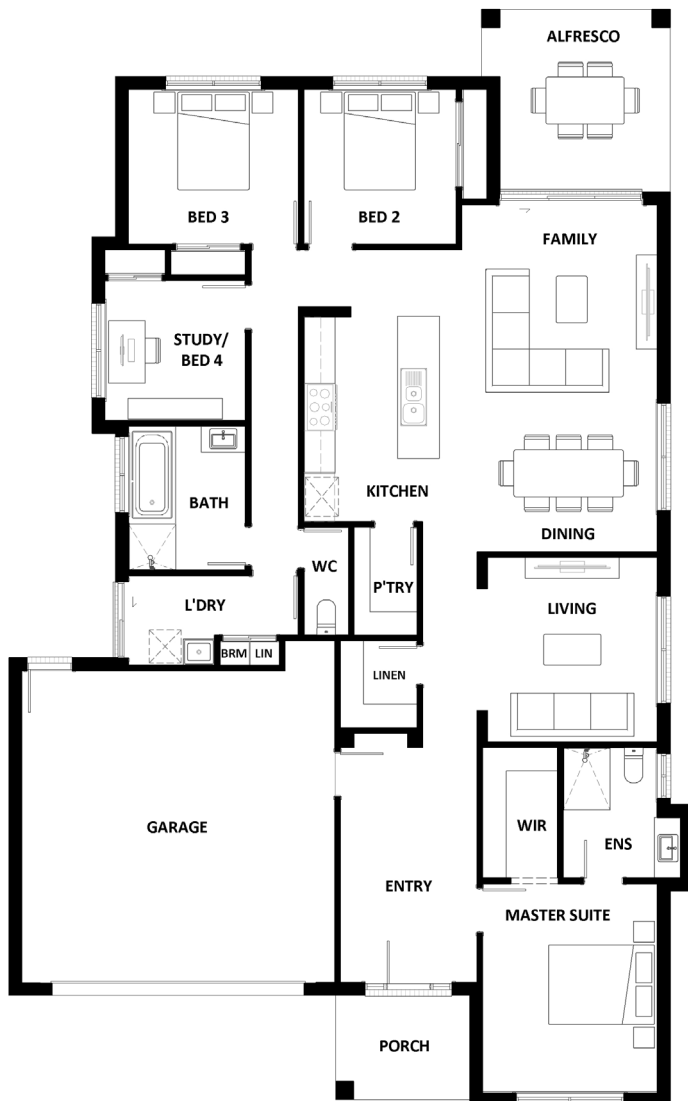 ALFRESCO
BED 3
BED 2
FAMILY
STUDY/
BED 4
KITCHEN
BATH
DINING
WC
P'TRY
L'DRY
LIVING
BRM
LIN
LINEN
GARAGE
WIR
ENS
ENTRY
MASTER SUITE
PORCH